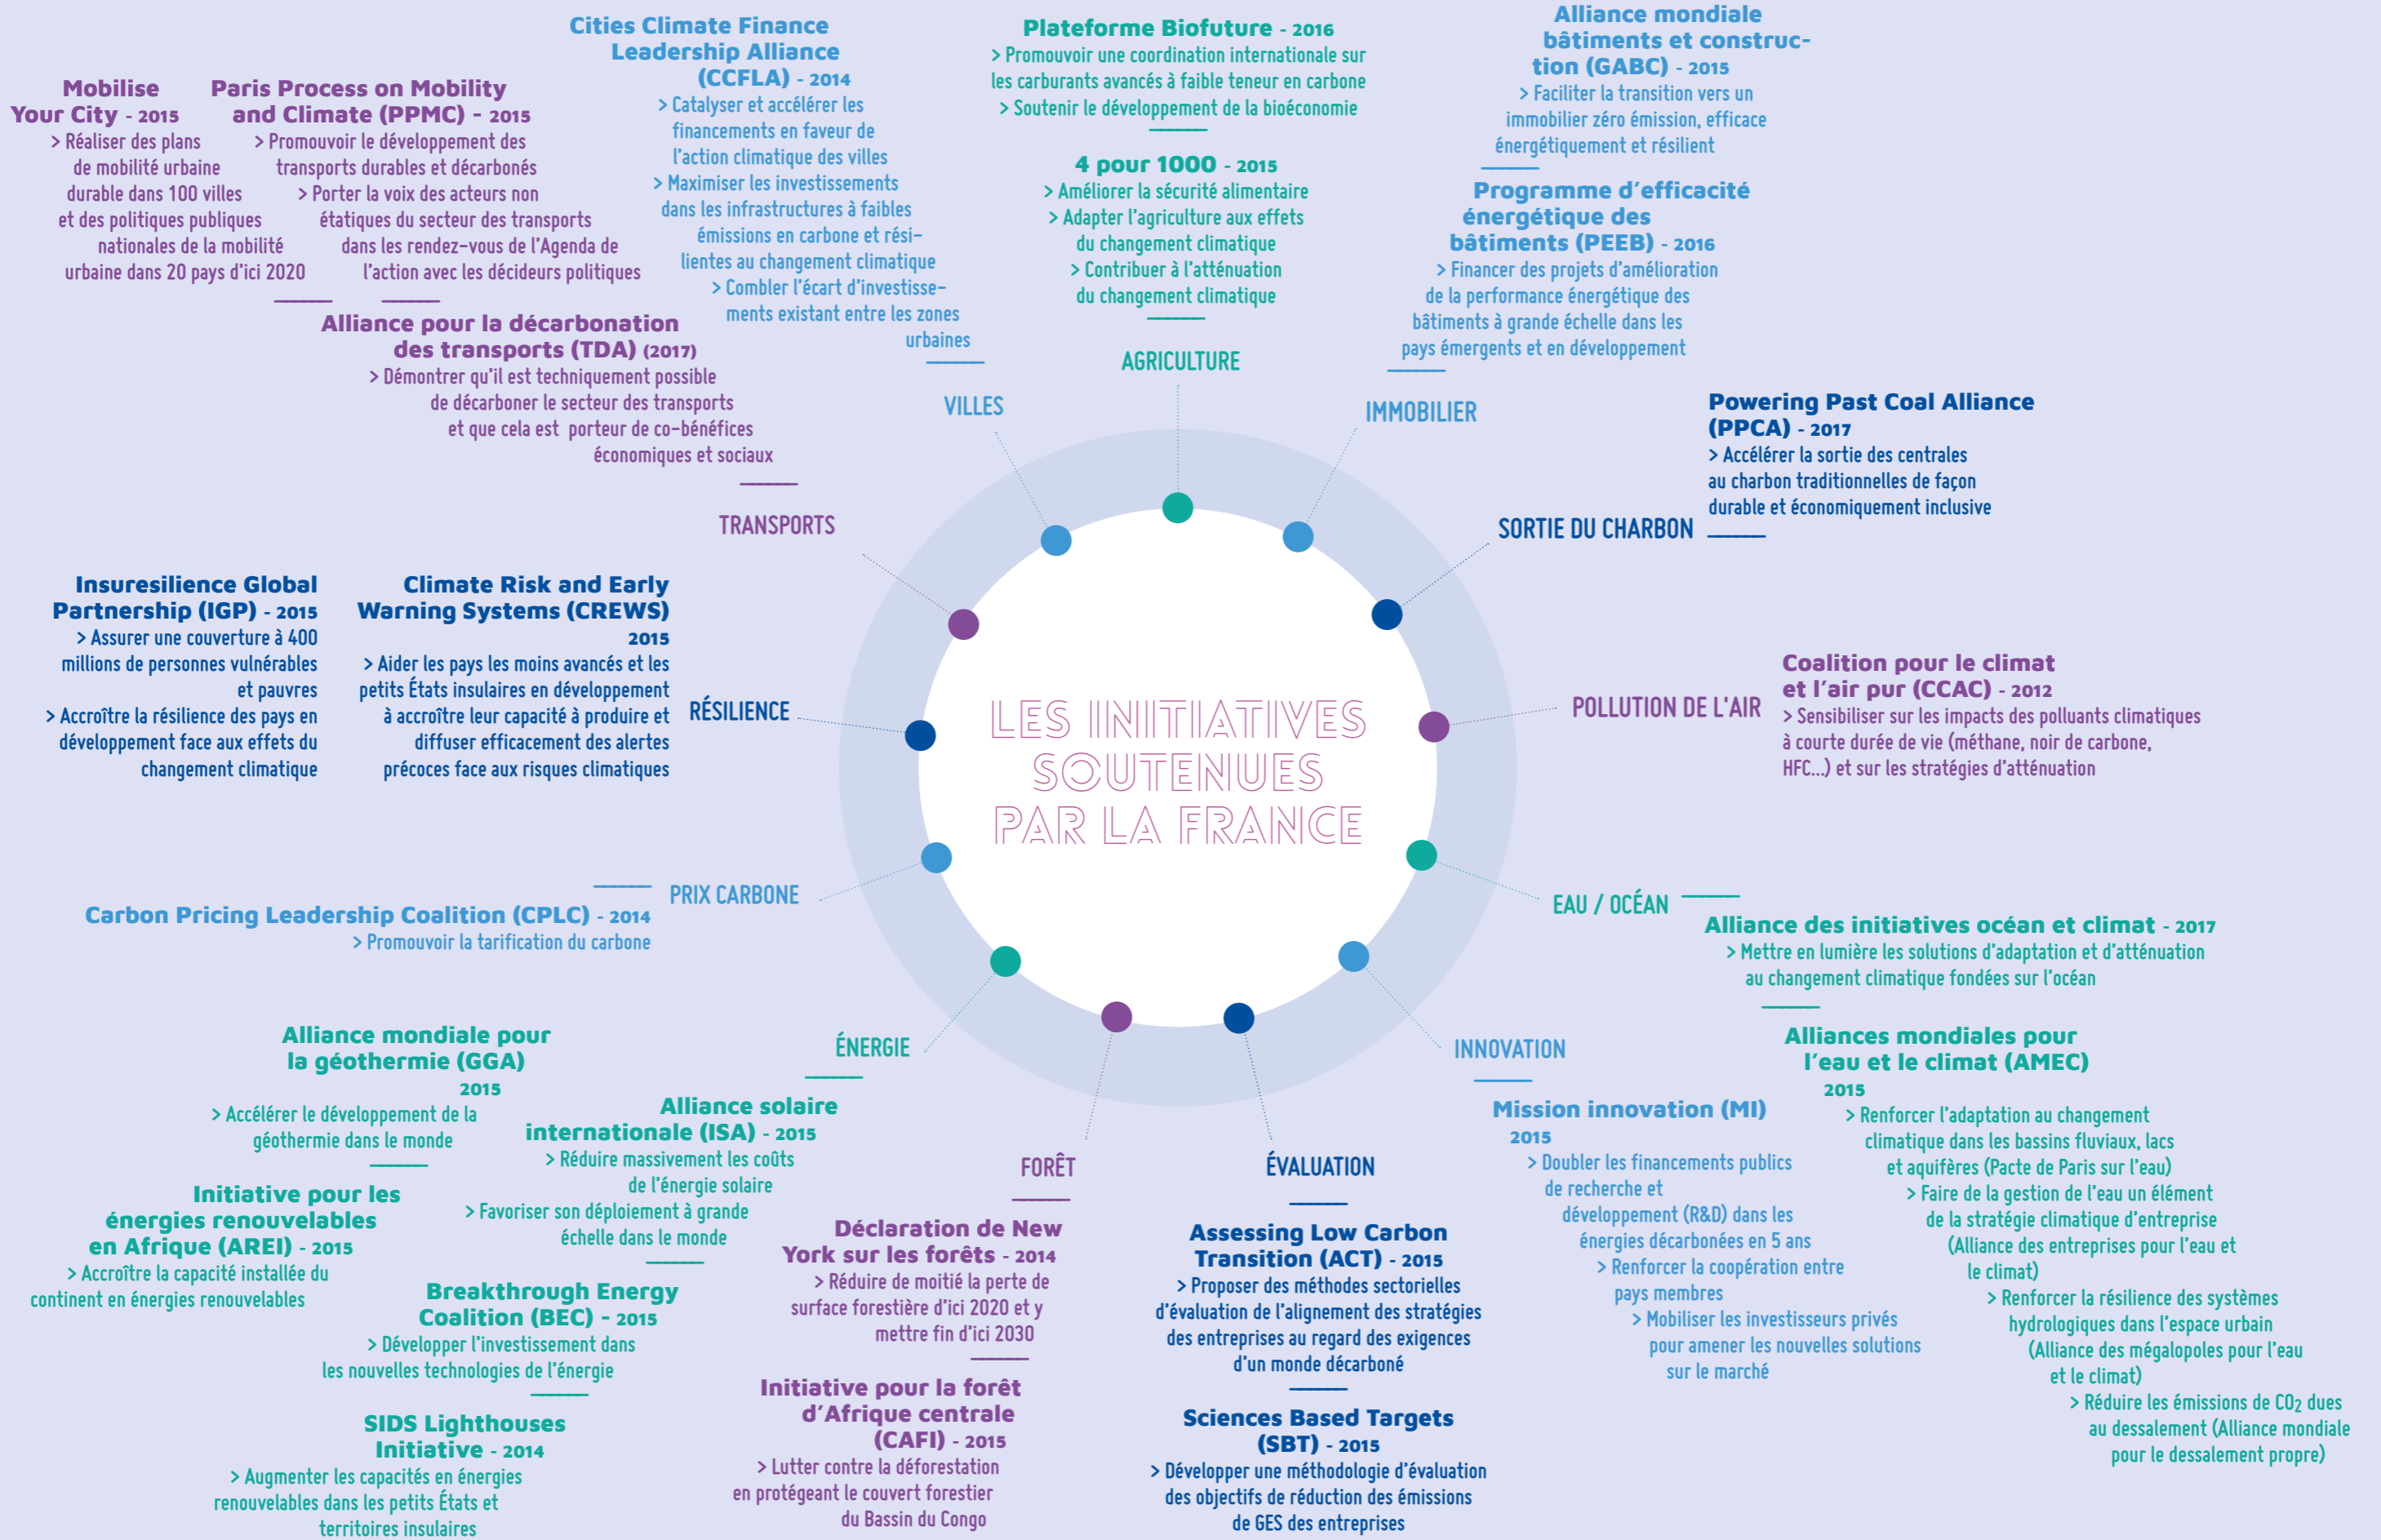 LES INITIATIVES
SOUTENUES
PAR LA FRANCE
AGRICULTURE
Plateforme Biofuture - 2016
> Promouvoir une coordination internationale sur
les carburants avancés à faible teneur en carbone
> Soutenir le développement de la bioéconomie
4 pour 1000 - 2015
> Améliorer la sécurité alimentaire
> Adapter l'agriculture aux effets
du changement climatique
> Contribuer à l'atténuation
du changement climatique
IMMOBILIER
Alliance mondiale
bâtiments et construc-
tion (GABC) - 2015
> Faciliter la transition vers un
immobilier zéro émission, efficace
énergétiquement et résilient
Programme d'efficacité
énergétique des
bâtiments (PEEB) - 2016
> Financer des projets d'amélioration
de la performance énergétique des
bâtiments à grande échelle dans les
pays émergents et en développement
SORTIE DU CHARBON
Powering Past Coal Alliance
(PPCA) - 2017
> Accélérer la sortie des centrales
au charbon traditionnelles de façon
durable et économiquement inclusive
POLLUTION DE L'AIR
Coalition pour le climat
et l'air pur (CCAC) - 2012
> Sensibiliser sur les impacts des polluants climatiques
à courte durée de vie (méthane, noir de carbone,
HFC...) et sur les stratégies d'atténuation
EAU / OCÉAN
Alliance des initiatives océan et climat - 2017
> Mettre en lumière les solutions d'adaptation et d'atténuation
au changement climatique fondées sur l'océan
Alliances mondiales pour
l'eau et le climat (AMEC)
2015
> Renforcer l'adaptation au changement
climatique dans les bassins fluviaux, lacs
et aquifères (Pacte de Paris sur l'eau)
> Faire de la gestion de l'eau un élément
de la stratégie climatique d'entreprise
(Alliance des entreprises pour l'eau et
le climat)
> Renforcer la résilience des systèmes
hydrologiques dans l'espace urbain
(Alliance des mégalopoles pour l'eau
et le climat)
> Réduire les émissions de CO2 dues
au dessalement (Alliance mondiale
pour le dessalement propre)
INNOVATION
Mission innovation (MI)
2015
> Doubler les financements publics
de recherche et
développement (R&D) dans les
énergies décarbonées en 5 ans
> Renforcer la coopération entre
pays membres
> Mobiliser les investisseurs privés
pour amener les nouvelles solutions
sur le marché
ÉVALUATION
Assessing Low Carbon
Transition (ACT) - 2015
> Proposer des méthodes sectorielles
d'évaluation de l'alignement des stratégies
des entreprises au regard des exigences
d'un monde décarboné
Sciences Based Targets
(SBT) - 2015
> Développer une méthodologie d'évaluation
des objectifs de réduction des émissions
de GES des entreprises
FORÊT
Déclaration de New
York sur les forêts - 2014
> Réduire de moitié la perte de
surface forestière d'ici 2020 et y
mettre fin d'ici 2030
Initiative pour la forêt
d'Afrique centrale
(CAFI) - 2015
> Lutter contre la déforestation
en protégeant le couvert forestier
du Bassin du Congo
ÉNERGIE
Alliance solaire
internationale (ISA) - 2015
> Réduire massivement les coûts
de l'énergie solaire
> Favoriser son déploiement à grande
échelle dans le monde
Breakthrough Energy
Coalition (BEC) - 2015
> Développer l'investissement dans
les nouvelles technologies de l'énergie
SIDS Lighthouses
Initiative - 2014
> Augmenter les capacités en énergies
renouvelables dans les petits États et
territoires insulaires
Alliance mondiale pour
la géothermie (GGA)
2015
> Accélérer le développement de la
géothermie dans le monde
Initiative pour les
énergies renouvelables
en Afrique (AREI) - 2015
> Accroître la capacité installée du
continent en énergies renouvelables
PRIX CARBONE
Carbon Pricing Leadership Coalition (CPLC) - 2014
> Promouvoir la tarification du carbone
RÉSILIENCE
Climate Risk and Early
Warning Systems (CREWS)
2015
> Aider les pays les moins avancés et les
petits États insulaires en développement
à accroître leur capacité à produire et
diffuser efficacement des alertes
précoces face aux risques climatiques
Insuresilience Global
Partnership (IGP) - 2015
> Assurer une couverture à 400
millions de personnes vulnérables
et pauvres
> Accroître la résilience des pays en
développement face aux effets du
changement climatique
TRANSPORTS
Mobilise
Your City - 2015
> Réaliser des plans
de mobilité urbaine
durable dans 100 villes
et des politiques publiques
nationales de la mobilité
urbaine dans 20 pays d'ici 2020
Paris Process on Mobility
and Climate (PPMC) - 2015
> Promouvoir le développement des
transports durables et décarbonés
> Porter la voix des acteurs non
étatiques du secteur des transports
dans les rendez-vous de l'Agenda de
l'action avec les décideurs politiques
Alliance pour la décarbonation
des transports (TDA) (2017)
> Démontrer qu'il est techniquement possible
de décarboner le secteur des transports
et que cela est porteur de co-bénéfices
économiques et sociaux
VILLES
Cities Climate Finance
Leadership Alliance
(CCFLA) - 2014
> Catalyser et accélérer les
financements en faveur de
l'action climatique des villes
> Maximiser les investissements
dans les infrastructures à faibles
émissions en carbone et rési-
lientes au changement climatique
> Combler l'écart d'investisse-
ments existant entre les zones
urbaines